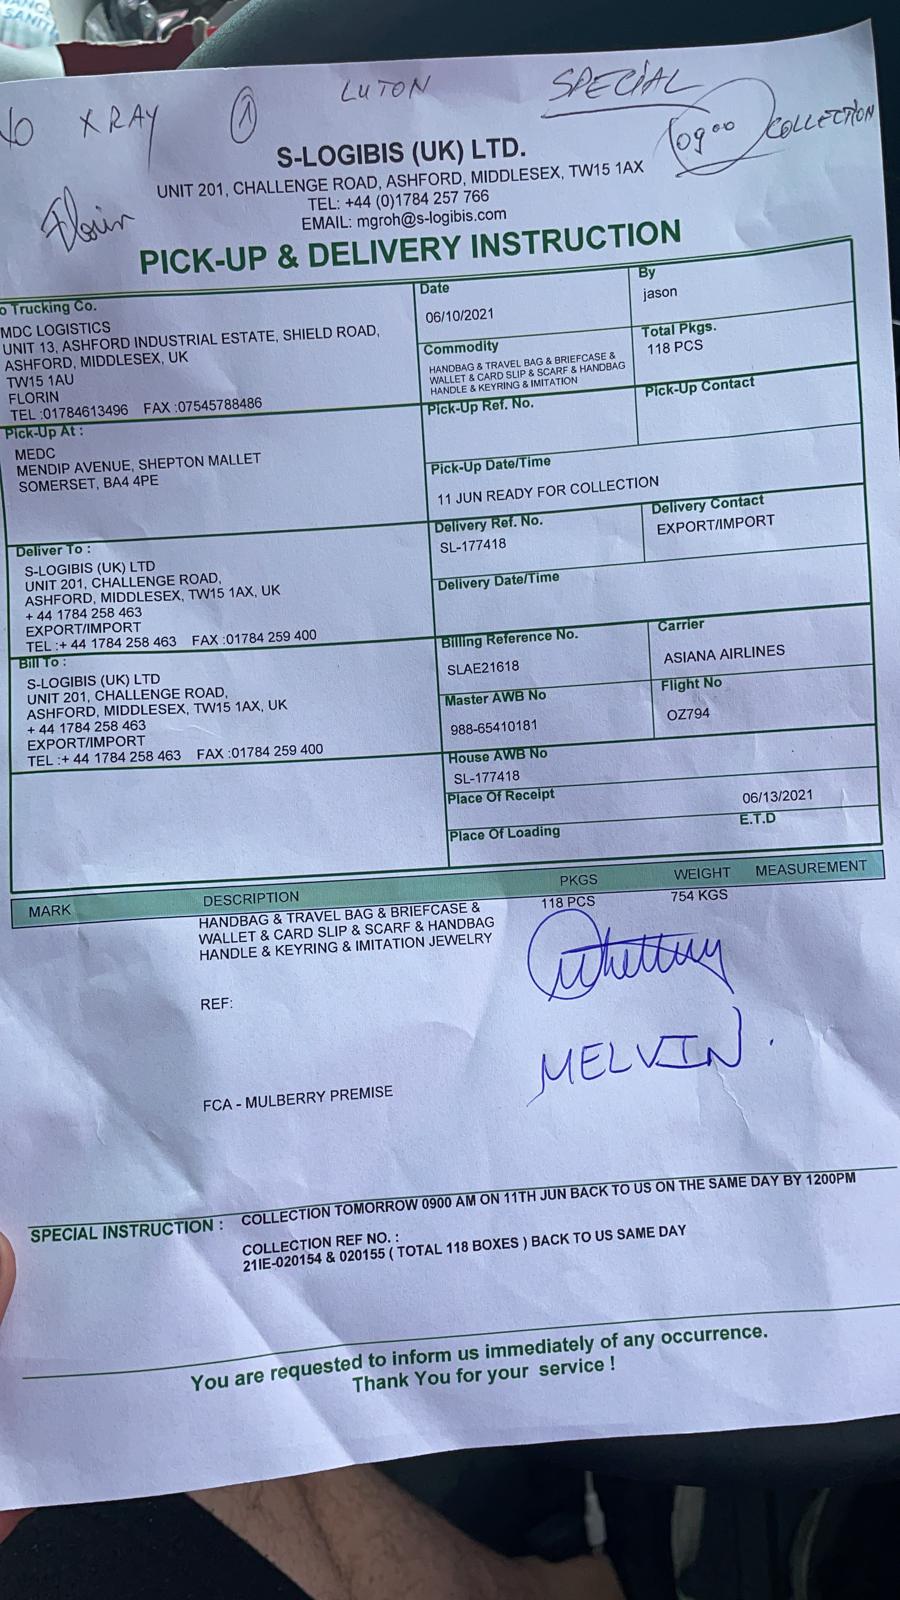 XRAY 1 LUTON SPECIAL
09 00 COLLECTION
Florin
S-LOGIBIS (UK) LTD.
UNIT 201, CHALLENGE ROAD, ASHFORD, MIDDLESEX, TW15 1AX
TEL: +44 (0)1784 257 766
EMAIL: mgroh@s-logibis.com
PICK-UP & DELIVERY INSTRUCTION
o Trucking Co.
MDC LOGISTICS
UNIT 13, ASHFORD INDUSTRIAL ESTATE, SHIELD ROAD,
ASHFORD, MIDDLESEX, UK
TW15 1AU
FLORIN
TEL :01784613496 FAX :07545788486
Date
06/10/2021
By
jason
Commodity
HANDBAG & TRAVEL BAG & BRIEFCASE &
WALLET & CARD SLIP & SCARF & HANDBAG
HANDLE & KEYRING & IMITATION
Total Pkgs.
118 PCS
Pick-Up At :
MEDC
MENDIP AVENUE, SHEPTON MALLET
SOMERSET, BA4 4PE
Pick-Up Ref. No.
Pick-Up Contact
Pick-Up Date/Time
11 JUN READY FOR COLLECTION
Deliver To :
S-LOGIBIS (UK) LTD
UNIT 201, CHALLENGE ROAD,
ASHFORD, MIDDLESEX, TW15 1AX, UK
+ 44 1784 258 463
EXPORT/IMPORT
TEL :+ 44 1784 258 463 FAX :01784 259 400
Delivery Ref. No.
SL-177418
Delivery Contact
EXPORT/IMPORT
Delivery Date/Time
Bill To :
S-LOGIBIS (UK) LTD
UNIT 201, CHALLENGE ROAD,
ASHFORD, MIDDLESEX, TW15 1AX, UK
+ 44 1784 258 463
EXPORT/IMPORT
TEL :+ 44 1784 258 463 FAX :01784 259 400
Billing Reference No.
SLAE21618
Carrier
ASIANA AIRLINES
Master AWB No
988-65410181
Flight No
OZ794
House AWB No
SL-177418
Place Of Receipt
06/13/2021
Place Of Loading
E.T.D
MARK DESCRIPTION PKGS WEIGHT MEASUREMENT
HANDBAG & TRAVEL BAG & BRIEFCASE & 118 PCS 754 KGS
WALLET & CARD SLIP & SCARF & HANDBAG
HANDLE & KEYRING & IMITATION JEWELRY
REF:
MELVIN.
FCA - MULBERRY PREMISE
SPECIAL INSTRUCTION : COLLECTION TOMORROW 0900 AM ON 11TH JUN BACK TO US ON THE SAME DAY BY 1200PM
COLLECTION REF NO. :
21IE-020154 & 020155 ( TOTAL 118 BOXES ) BACK TO US SAME DAY
You are requested to inform us immediately of any occurrence.
Thank You for your service !